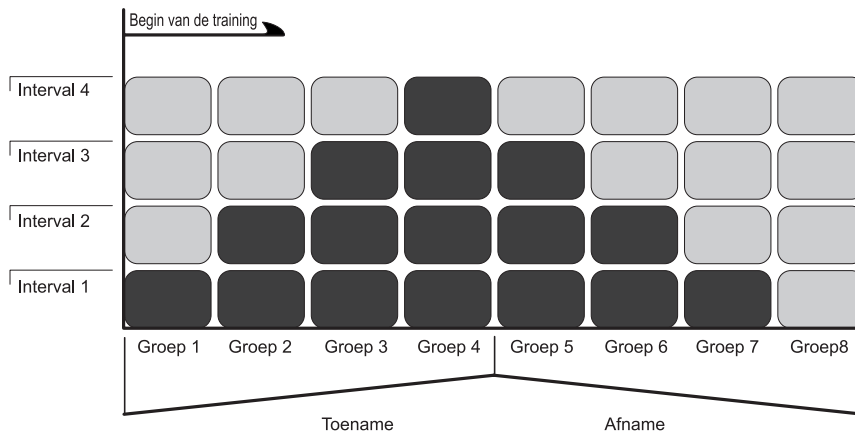 Begin van de training
Interval 4
Interval 3
Interval 2
Interval 1
Groep 1 Groep 2 Groep 3 Groep 4 Groep 5 Groep 6 Groep 7 Groep8
Toename Afname